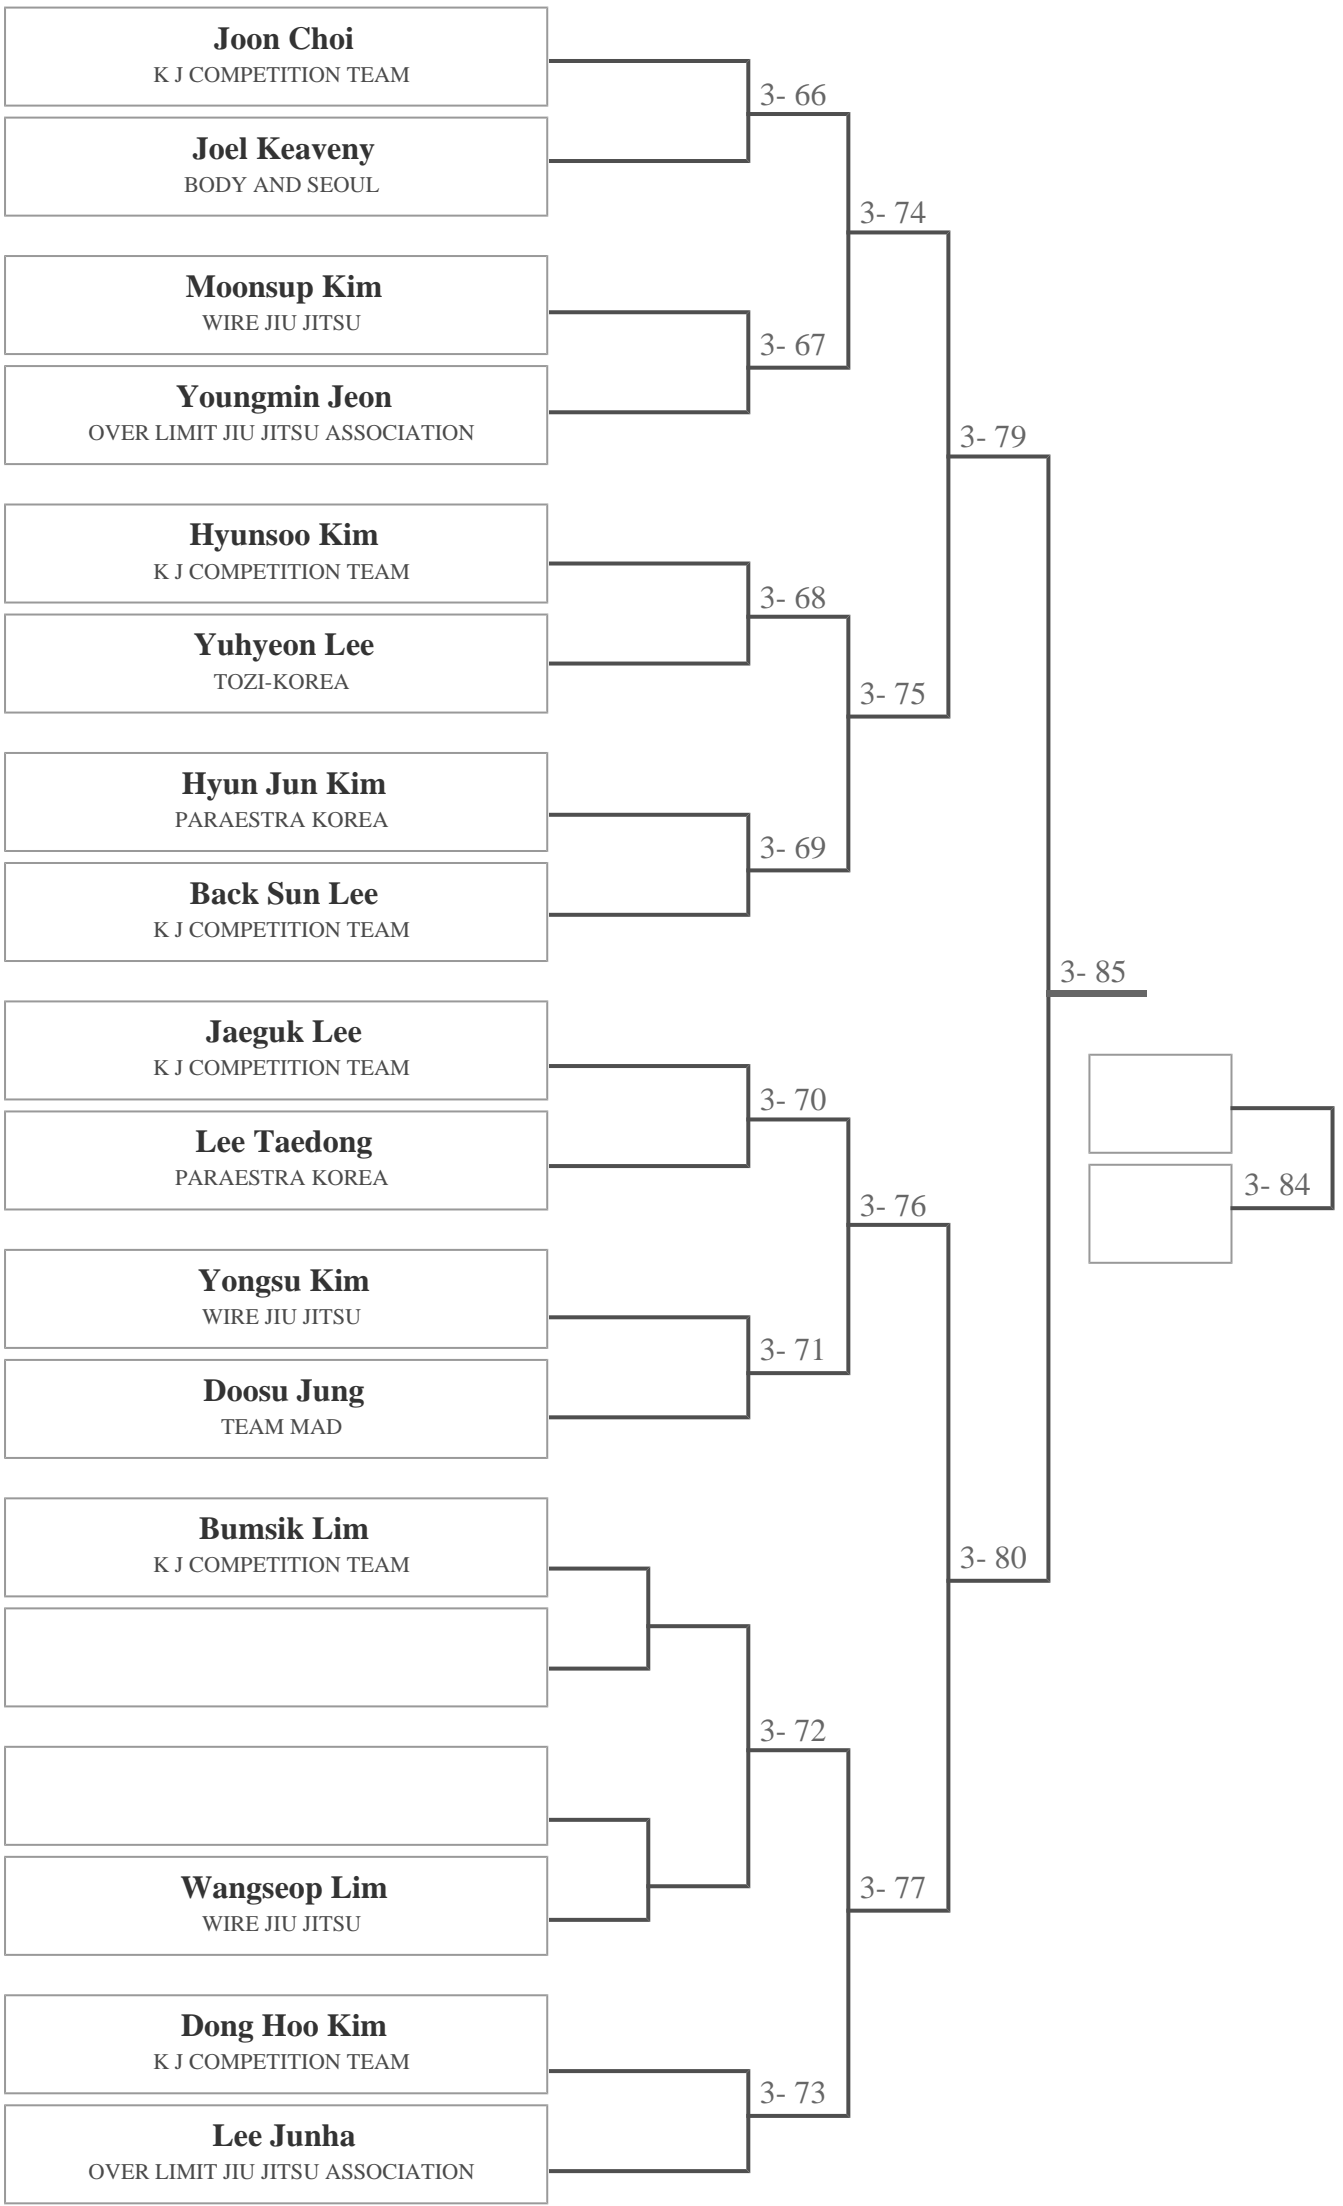 Joon Choi
K J COMPETITION TEAM
3- 66
Joel Keaveny
BODY AND SEOUL
3- 74
Moonsup Kim
WIRE JIU JITSU
3- 67
Youngmin Jeon
OVER LIMIT JIU JITSU ASSOCIATION
3- 79
Hyunsoo Kim
K J COMPETITION TEAM
3- 68
Yuhyeon Lee
TOZI-KOREA
3- 75
Hyun Jun Kim
PARAESTRA KOREA
3- 69
Back Sun Lee
K J COMPETITION TEAM
3- 85
Jaeguk Lee
K J COMPETITION TEAM
3- 70
Lee Taedong
PARAESTRA KOREA
3- 84
3- 76
Yongsu Kim
WIRE JIU JITSU
3- 71
Doosu Jung
TEAM MAD
Bumsik Lim
K J COMPETITION TEAM
3- 80
3- 72
Wangseop Lim
WIRE JIU JITSU
3- 77
Dong Hoo Kim
K J COMPETITION TEAM
3- 73
Lee Junha
OVER LIMIT JIU JITSU ASSOCIATION